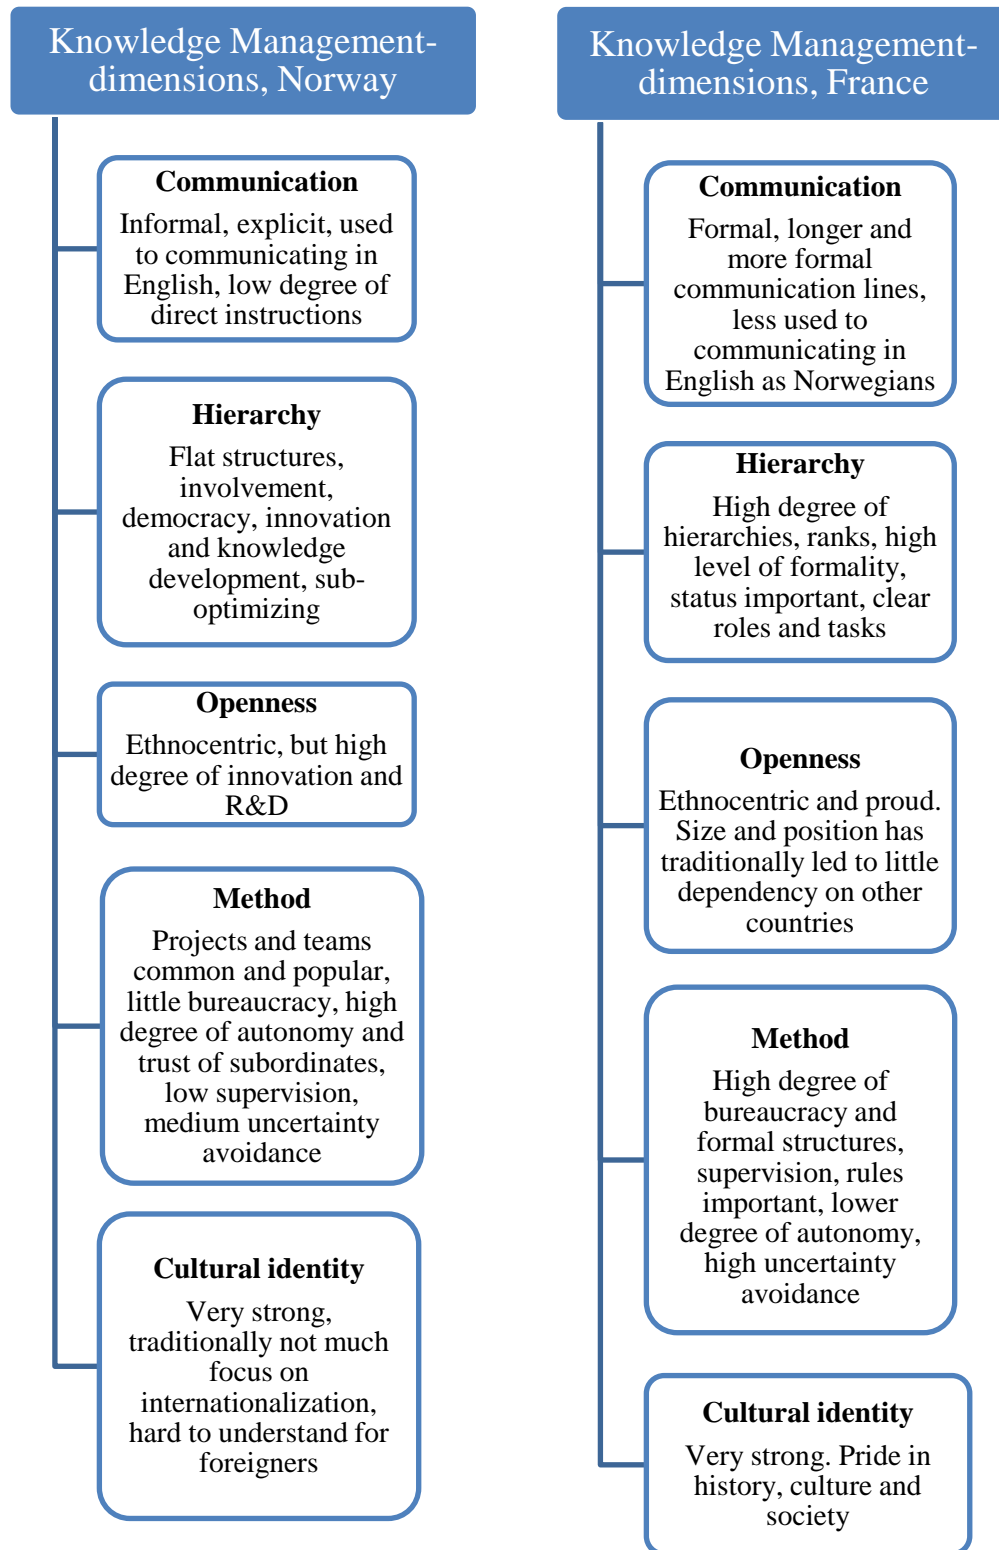 Knowledge Management-
dimensions, Norway
Communication
Informal, explicit, used
to communicating in
English, low degree of
direct instructions
Hierarchy
Flat structures,
involvement,
democracy, innovation
and knowledge
development, sub-
optimizing
Openness
Ethnocentric, but high
degree of innovation and
R&D
Method
Projects and teams
common and popular,
little bureaucracy, high
degree of autonomy and
trust of subordinates,
low supervision,
medium uncertainty
avoidance
Cultural identity
Very strong,
traditionally not much
focus on
internationalization,
hard to understand for
foreigners
Knowledge Management-
dimensions, France
Communication
Formal, longer and
more formal
communication lines,
less used to
communicating in
English as Norwegians
Hierarchy
High degree of
hierarchies, ranks, high
level of formality,
status important, clear
roles and tasks
Openness
Ethnocentric and proud.
Size and position has
traditionally led to little
dependency on other
countries
Method
High degree of
bureaucracy and
formal structures,
supervision, rules
important, lower
degree of autonomy,
high uncertainty
avoidance
Cultural identity
Very strong. Pride in
history, culture and
society